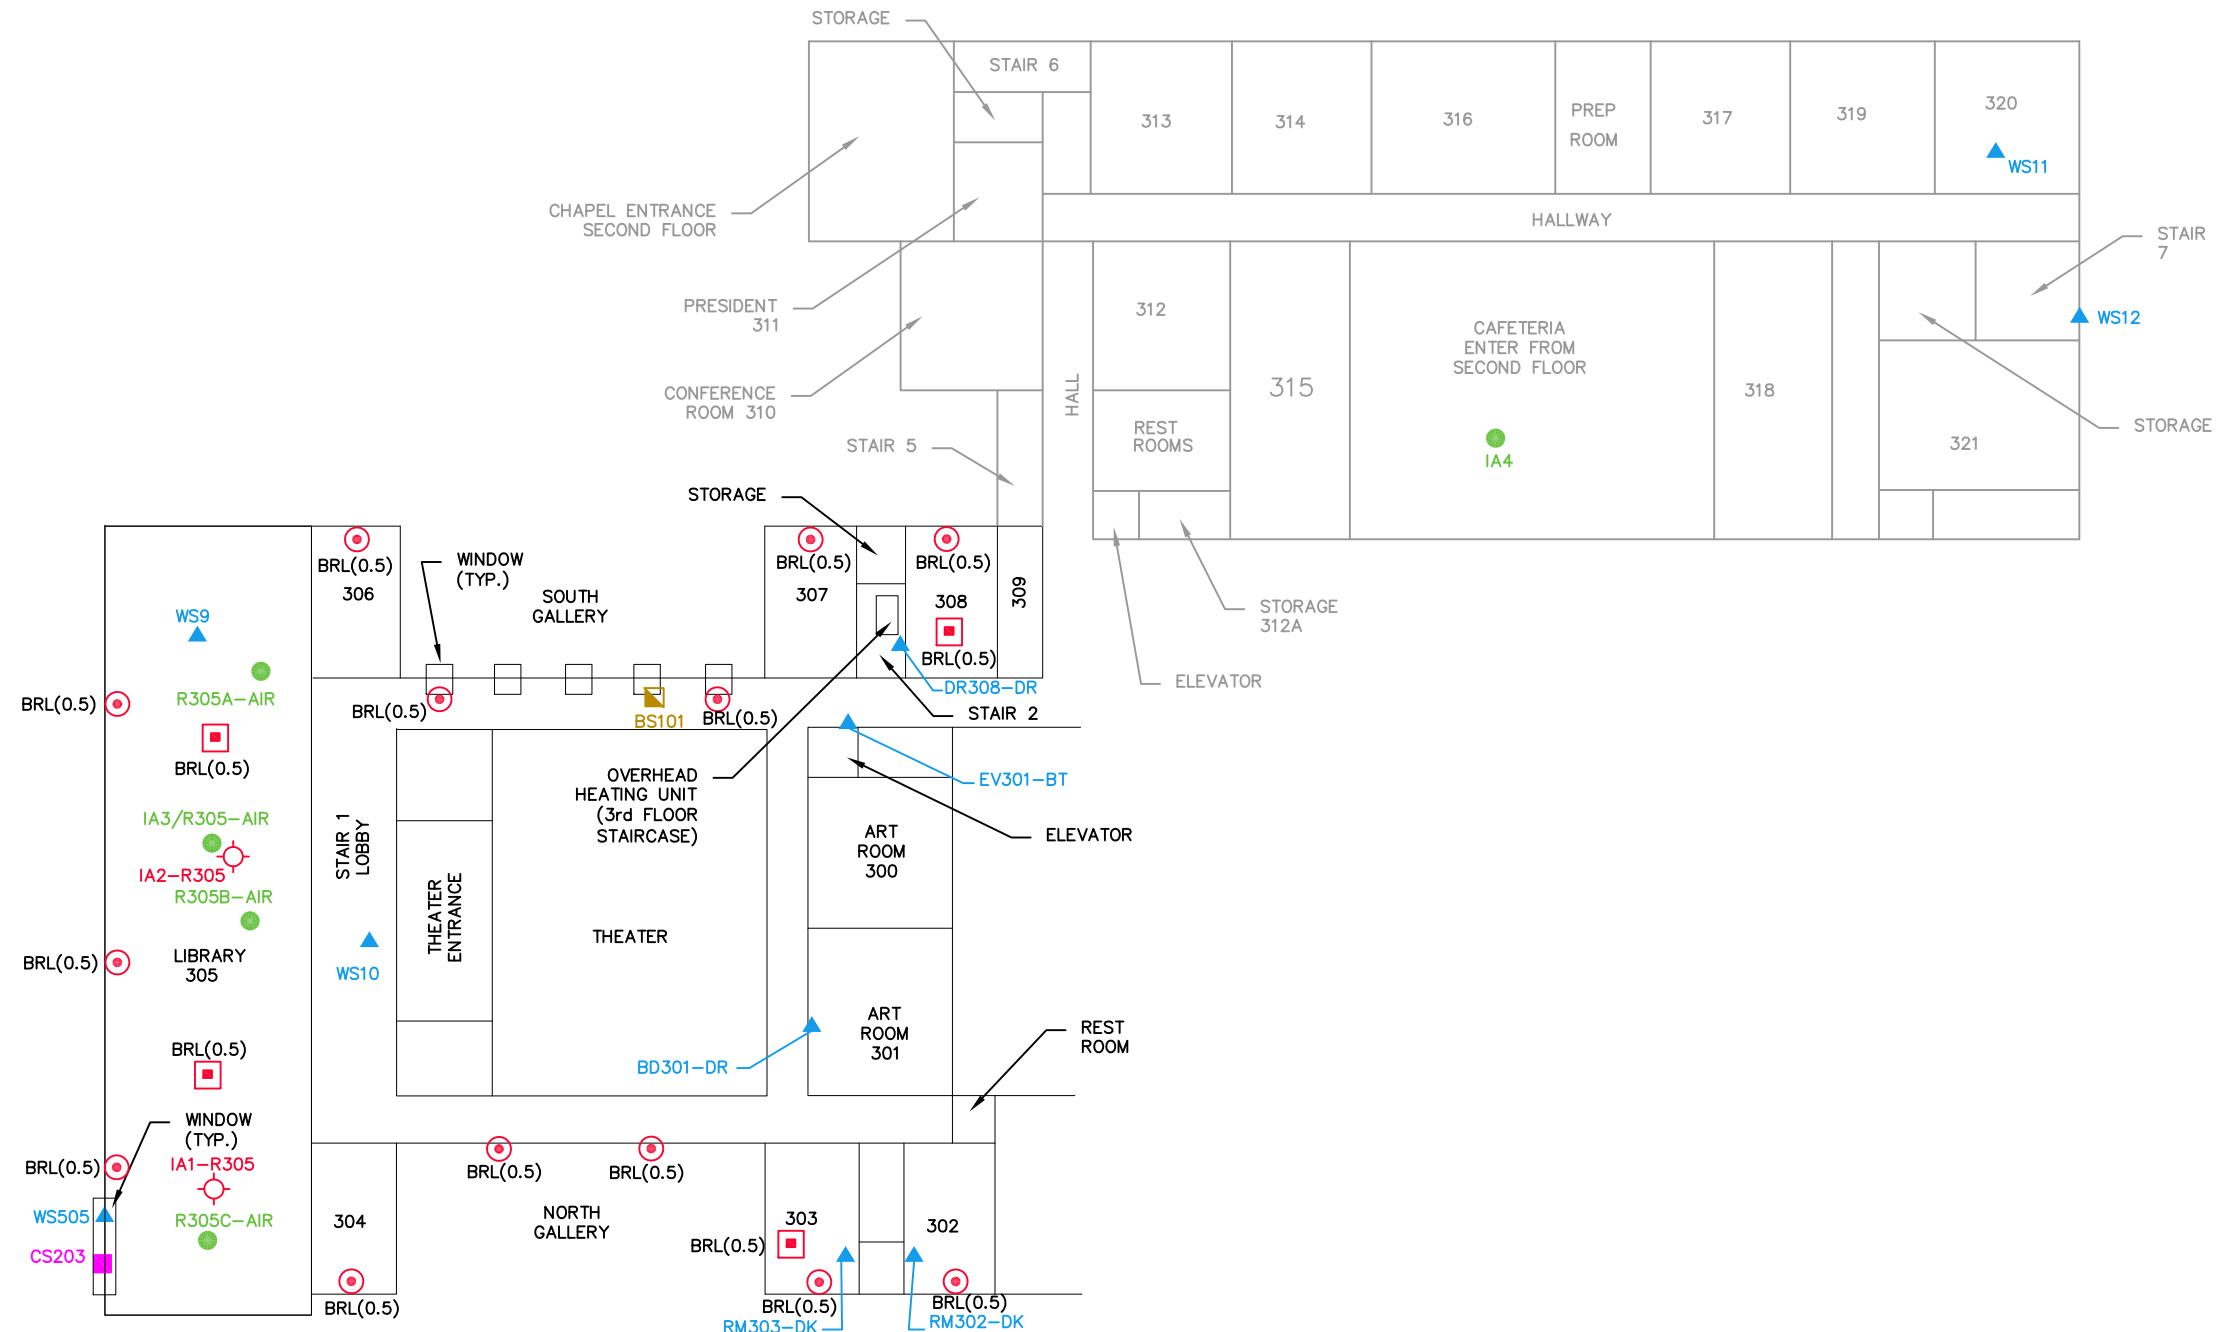 STORAGE
STAIR 6
313
314
316
PREP
ROOM
317
319
320
WS11
CHAPEL ENTRANCE
SECOND FLOOR
HALLWAY
STAIR
7
PRESIDENT
311
312
WS12
CAFETERIA
ENTER FROM
SECOND FLOOR
CONFERENCE
ROOM 310
HALL
315
318
STORAGE
REST
ROOMS
STAIR 5
321
IA4
STORAGE
WINDOW
(TYP.)
BRL(0.5)
306
SOUTH
GALLERY
BRL(0.5)
307
BRL(0.5)
308
309
STORAGE
312A
WS9
BRL(0.5)
ELEVATOR
R305A-AIR
BRL(0.5)
DR308-DR
BRL(0.5)
BS101
BRL(0.5)
STAIR 2
BRL(0.5)
OVERHEAD
HEATING UNIT
(3rd FLOOR
STAIRCASE)
EV301-BT
IA3/R305-AIR
STAIR 1
LOBBY
ART
ROOM
300
ELEVATOR
IA2-R305
R305B-AIR
THEATER
ENTRANCE
THEATER
BRL(0.5)
LIBRARY
305
WS10
ART
ROOM
301
REST
ROOM
BRL(0.5)
BD301-DR
WINDOW
(TYP.)
BRL(0.5)
IA1-R305
BRL(0.5)
BRL(0.5)
WS505
R305C-AIR
304
NORTH
GALLERY
303
302
CS203
BRL(0.5)
BRL(0.5)
BRL(0.5)
BRL(0.5)
RM303-DK
RM302-DK